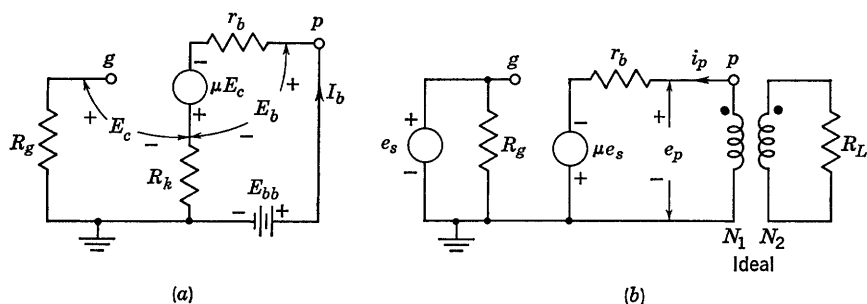 g
+
E_c
−
R_g
r_b
−
μE_c
+
E_b
+
−
R_k
E_bb
−
+
p
I_b
(a)
g
+
e_s
−
R_g
r_b
−
μe_s
+
i_p
p
+
e_p
−
N_1
N_2
Ideal
R_L
(b)